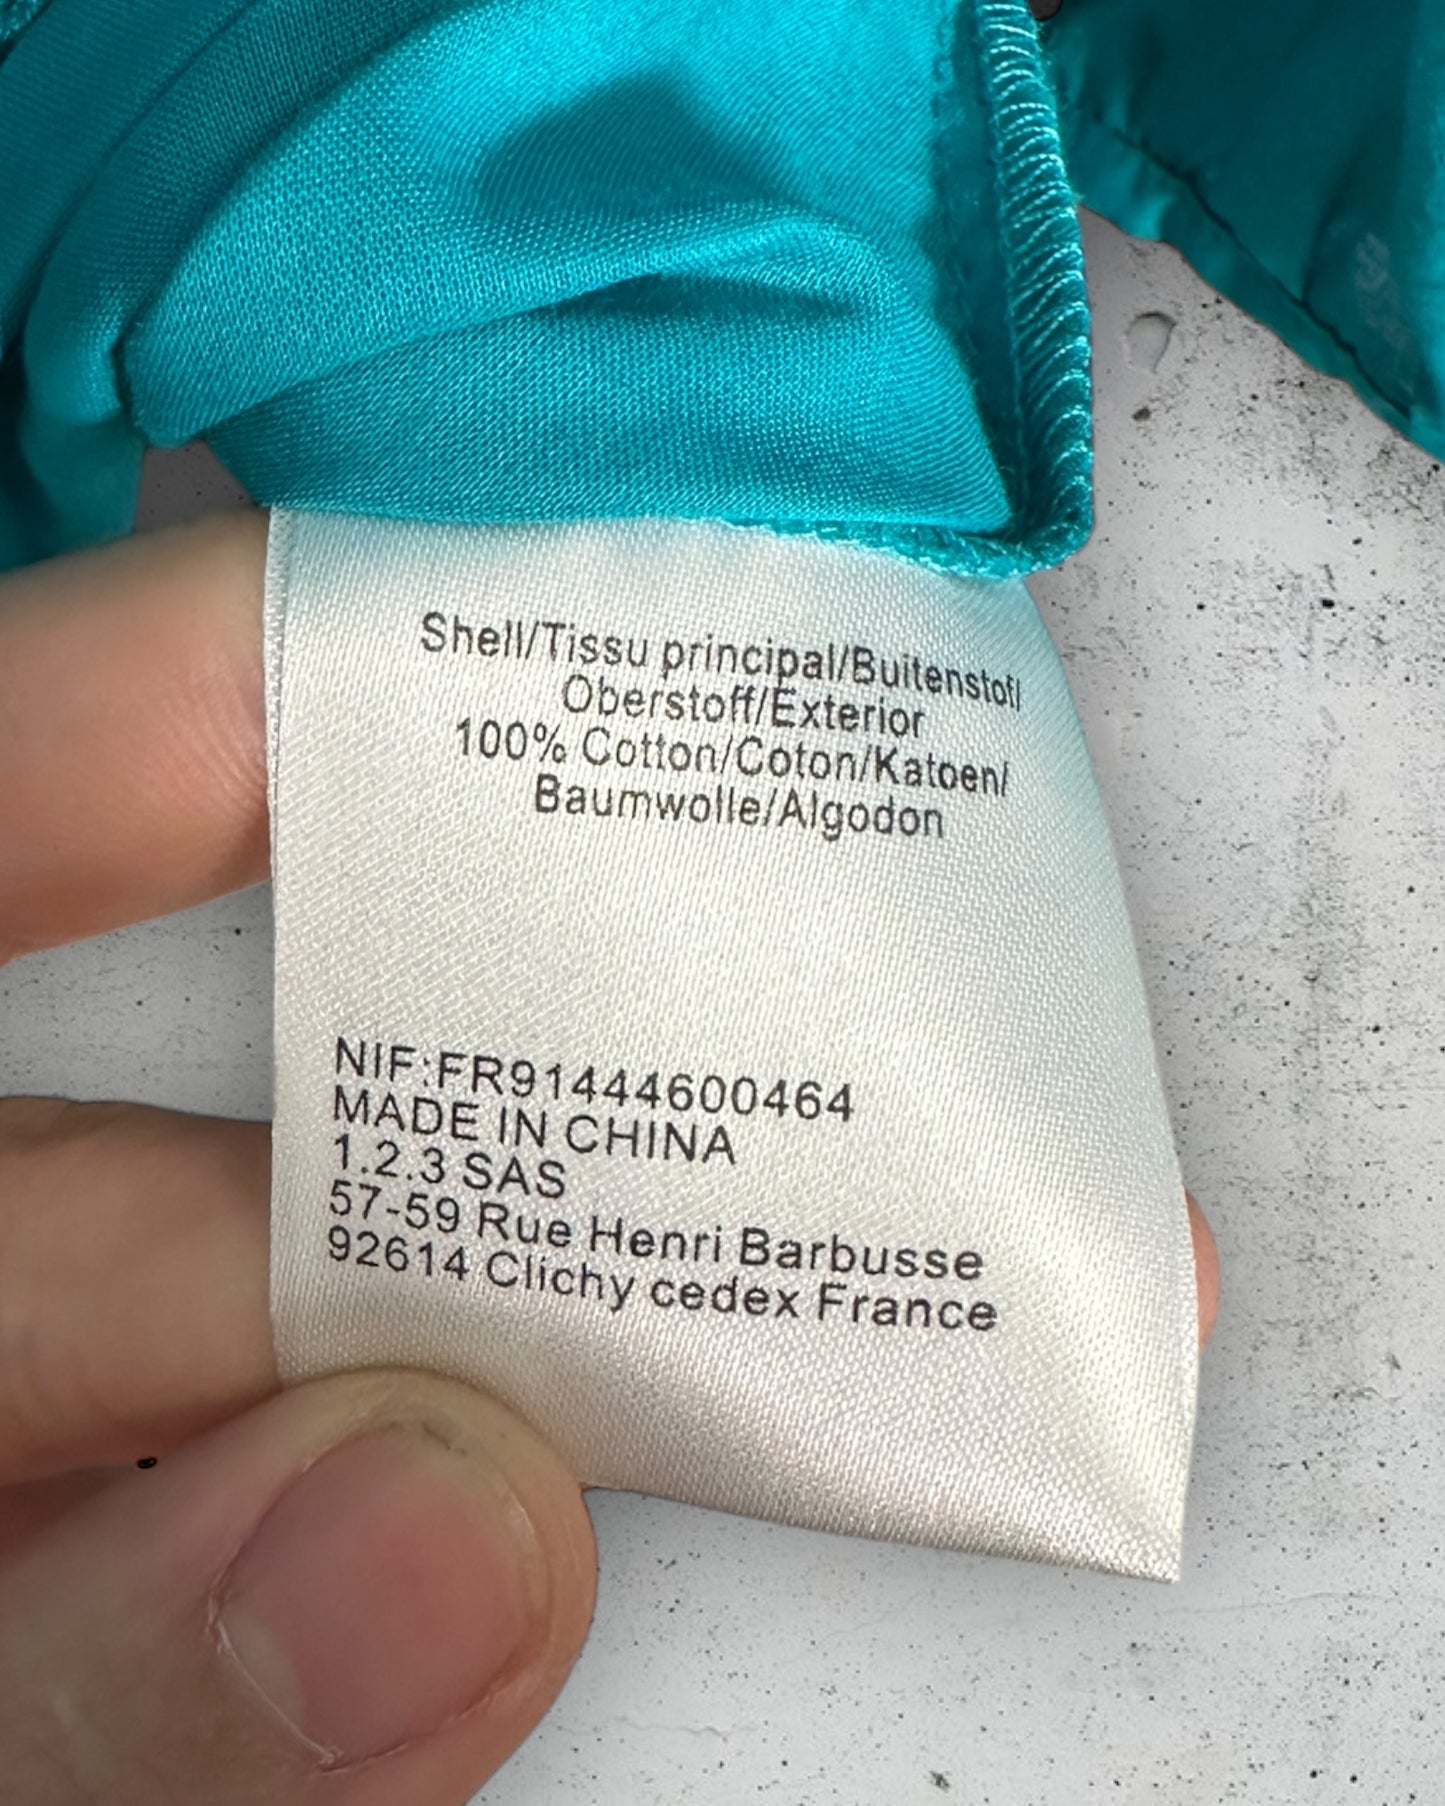 Shell/Tissu principal/Buitenstof/
Oberstoff/Exterior
100% Cotton/Coton/Katoen/
Baumwolle/Algodon
NIF:FR91444600464
MADE IN CHINA
1.2.3 SAS
57-59 Rue Henri Barbusse
92614 Clichy cedex France